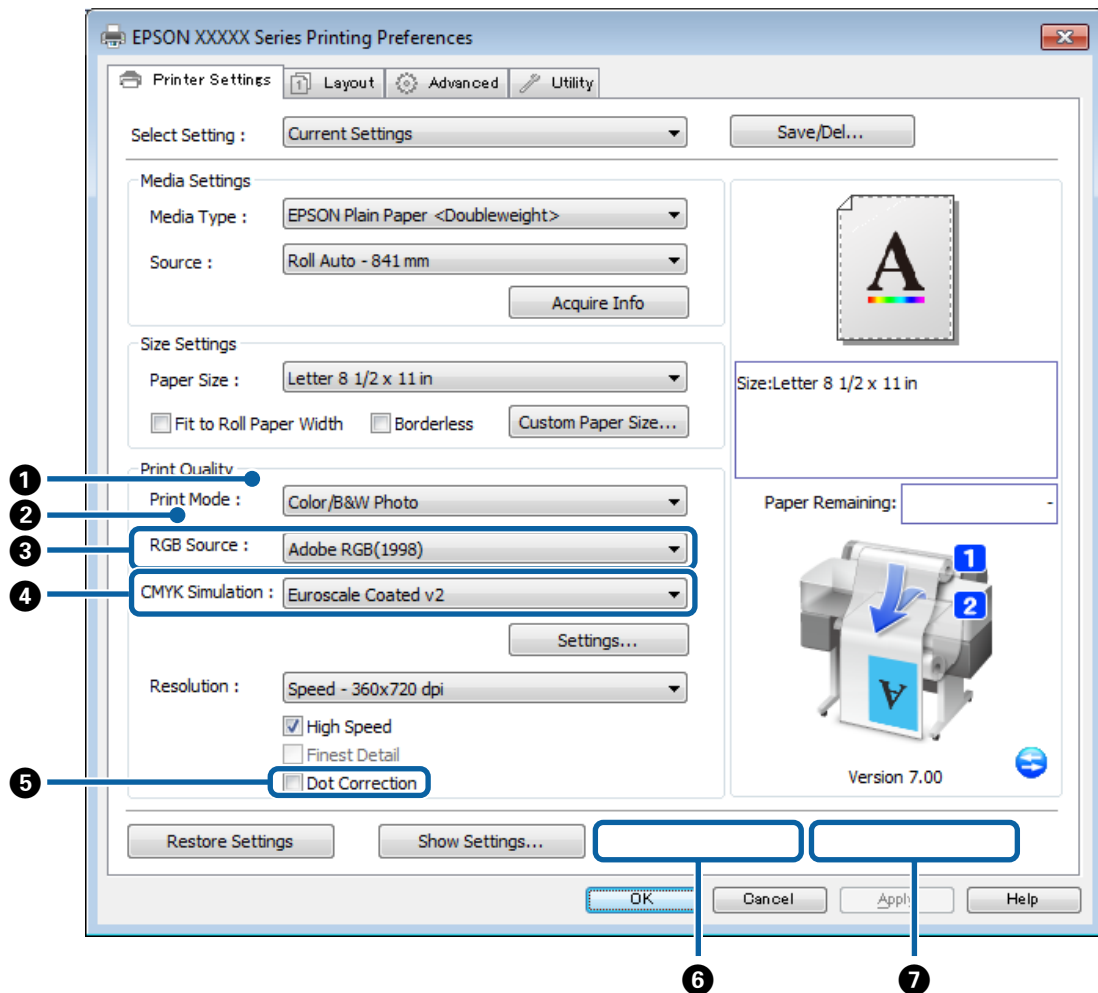 EPSON XXXXX Series Printing Preferences
Printer Settings
1 Layout
Advanced
Utility
Select Setting : Current Settings Save/Del...
Media Settings
Media Type : EPSON Plain Paper <Doubleweight>
Source : Roll Auto - 841 mm
Acquire Info
A
Size Settings
Paper Size : Letter 8 1/2 x 11 in
Fit to Roll Paper Width Borderless Custom Paper Size...
Size:Letter 8 1/2 x 11 in
1 Print Quality
2 Print Mode : Color/B&W Photo
Paper Remaining: -
3 RGB Source : Adobe RGB(1998)
4 CMYK Simulation : Euroscale Coated v2
Settings...
1
2
A
Resolution : Speed - 360x720 dpi
High Speed
Finest Detail
5 Dot Correction
Version 7.00
Restore Settings Show Settings...
OK Cancel Apply Help
6 7